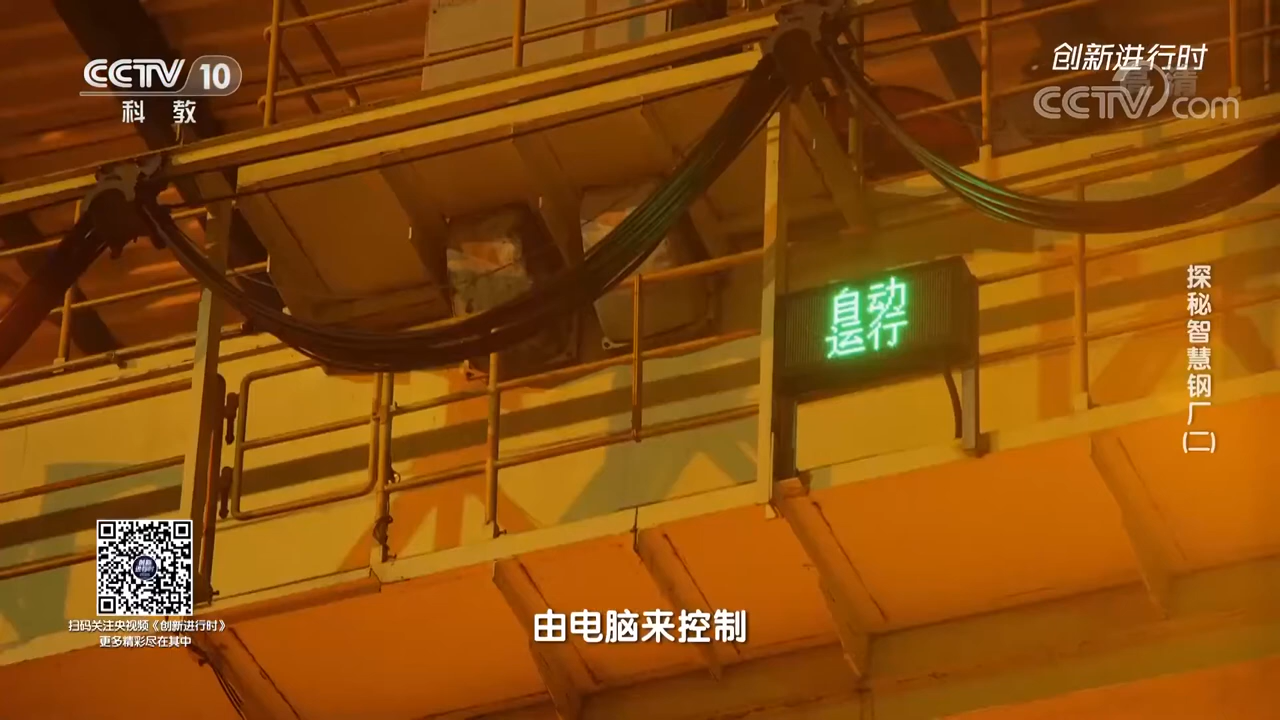 CCTV 10
科 教
创新进行时
高清
CCTV com
自动
运行
探秘智慧钢厂(二)
扫码关注央视频《创新进行时》
更多精彩尽在其中
由电脑来控制